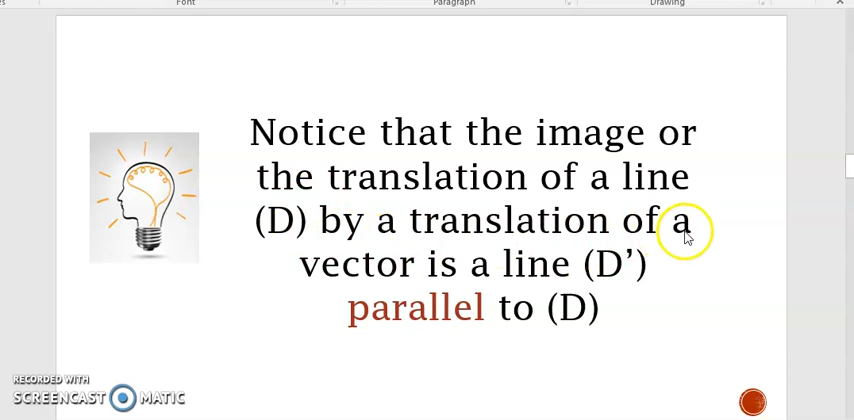 Font Paragraph Drawing
Notice that the image or
the translation of a line
(D) by a translation of a
vector is a line (D’)
parallel to (D)
RECORDED WITH
SCREENCAST MATIC